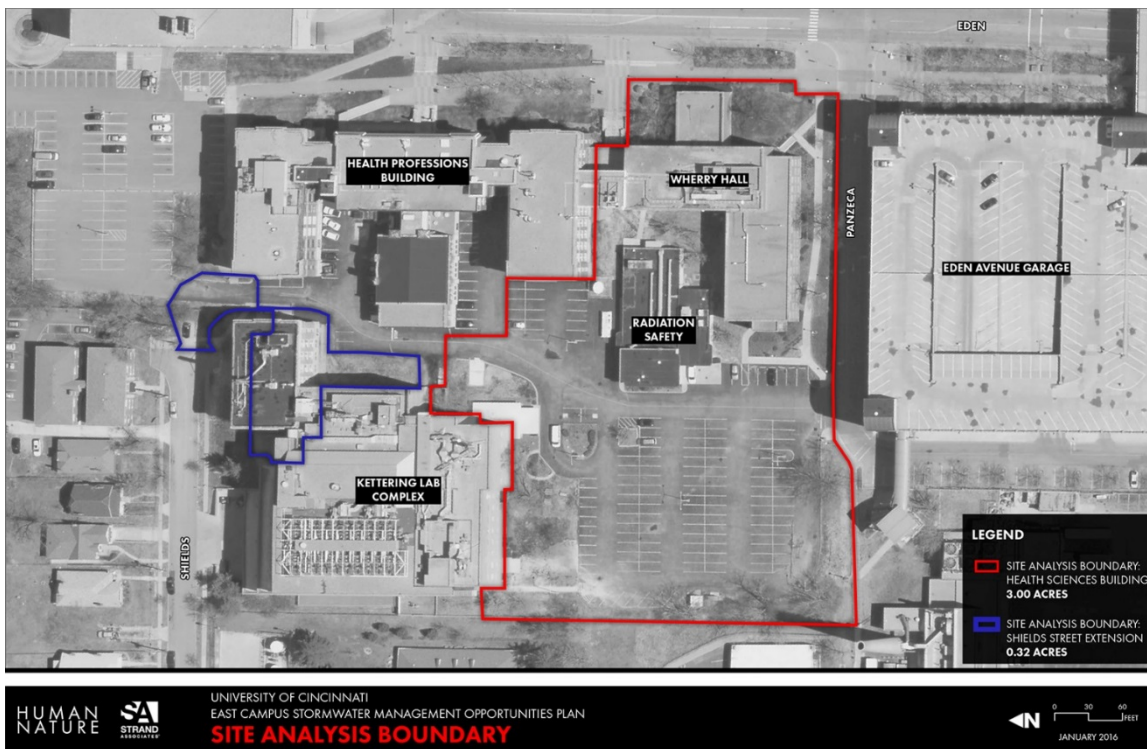 EDEN
HEALTH PROFESSIONS
BUILDING
WHERRY HALL
PANZECA
EDEN AVENUE GARAGE
RADIATION
SAFETY
KETTERING LAB
COMPLEX
SHIELDS
LEGEND
SITE ANALYSIS BOUNDARY:
HEALTH SCIENCES BUILDING
3.00 ACRES
SITE ANALYSIS BOUNDARY:
SHIELDS STREET EXTENSION
0.32 ACRES
HUMAN
NATURE
SA
STRAND
ASSOCIATES®
UNIVERSITY OF CINCINNATI
EAST CAMPUS STORMWATER MANAGEMENT OPPORTUNITIES PLAN
SITE ANALYSIS BOUNDARY
N
0 30 60
FEET
JANUARY 2016